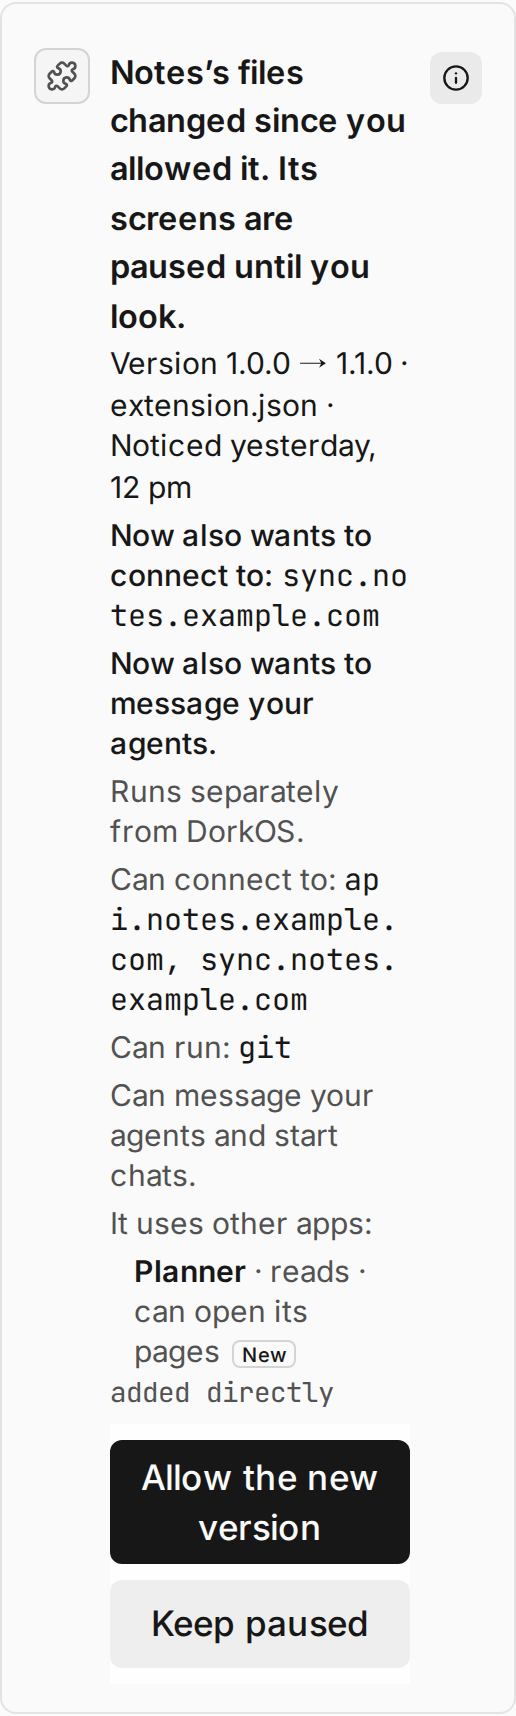 Notes’s files
changed since you
allowed it. Its
screens are
paused until you
look.
Version 1.0.0 → 1.1.0 ·
extension.json ·
Noticed yesterday,
12 pm
Now also wants to
connect to: sync.no
tes.example.com
Now also wants to
message your
agents.
Runs separately
from DorkOS.
Can connect to: ap
i.notes.example.
com, sync.notes.
example.com
Can run: git
Can message your
agents and start
chats.
It uses other apps:
Planner · reads ·
can open its
pages New
added directly
Allow the new
version
Keep paused